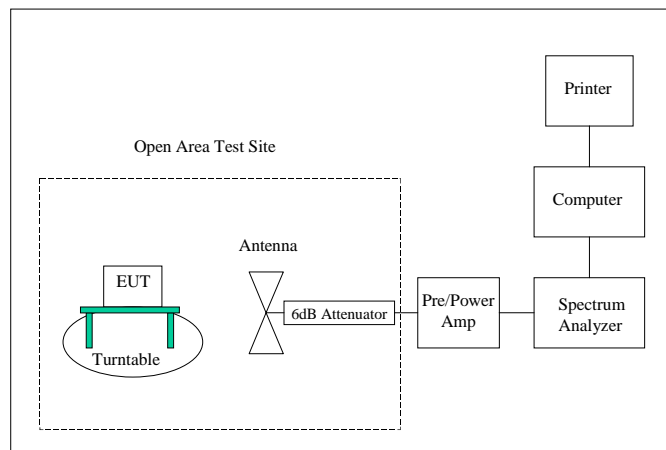 Printer
Open Area Test Site
Computer
Antenna
EUT
6dB Attenuator
Pre/Power
Amp
Spectrum
Analyzer
Turntable